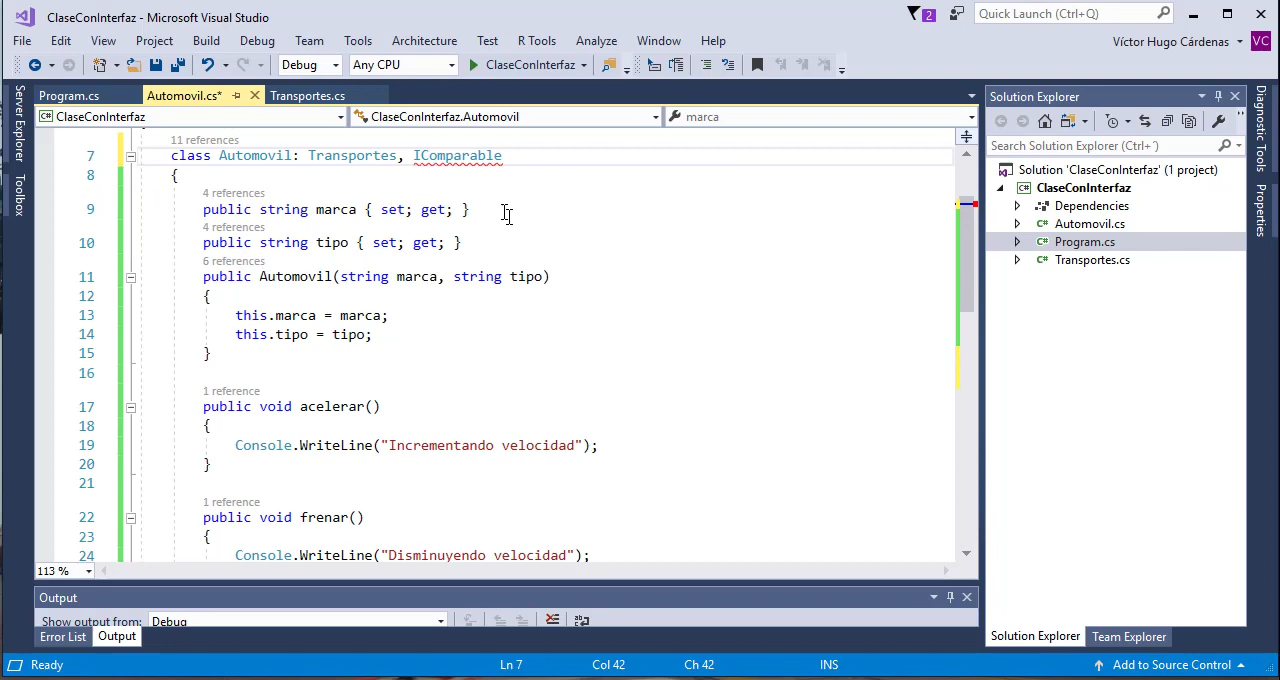 ClaseConInterfaz - Microsoft Visual Studio
2
Quick Launch (Ctrl+Q)
File Edit View Project Build Debug Team Tools Architecture Test R Tools Analyze Window Help
Víctor Hugo Cárdenas
VC
Debug
Any CPU
ClaseConInterfaz
Server Explorer
Toolbox
Program.cs
Automovil.cs*
Transportes.cs
ClaseConInterfaz
ClaseConInterfaz.Automovil
marca
11 references
7 class Automovil: Transportes, IComparable
8 {
4 references
9 public string marca { set; get; }
4 references
10 public string tipo { set; get; }
6 references
11 public Automovil(string marca, string tipo)
12 {
13 this.marca = marca;
14 this.tipo = tipo;
15 }
16
1 reference
17 public void acelerar()
18 {
19 Console.WriteLine("Incrementando velocidad");
20 }
21
1 reference
22 public void frenar()
23 {
24 Console.WriteLine("Disminuyendo velocidad");
113 %
Output
Show output from: Debug
Error List
Output
Solution Explorer
Search Solution Explorer (Ctrl+´)
Solution 'ClaseConInterfaz' (1 project)
C# ClaseConInterfaz
Dependencies
C# Automovil.cs
C# Program.cs
C# Transportes.cs
Solution Explorer
Team Explorer
Diagnostic Tools
Properties
Ready
Ln 7
Col 42
Ch 42
INS
Add to Source Control